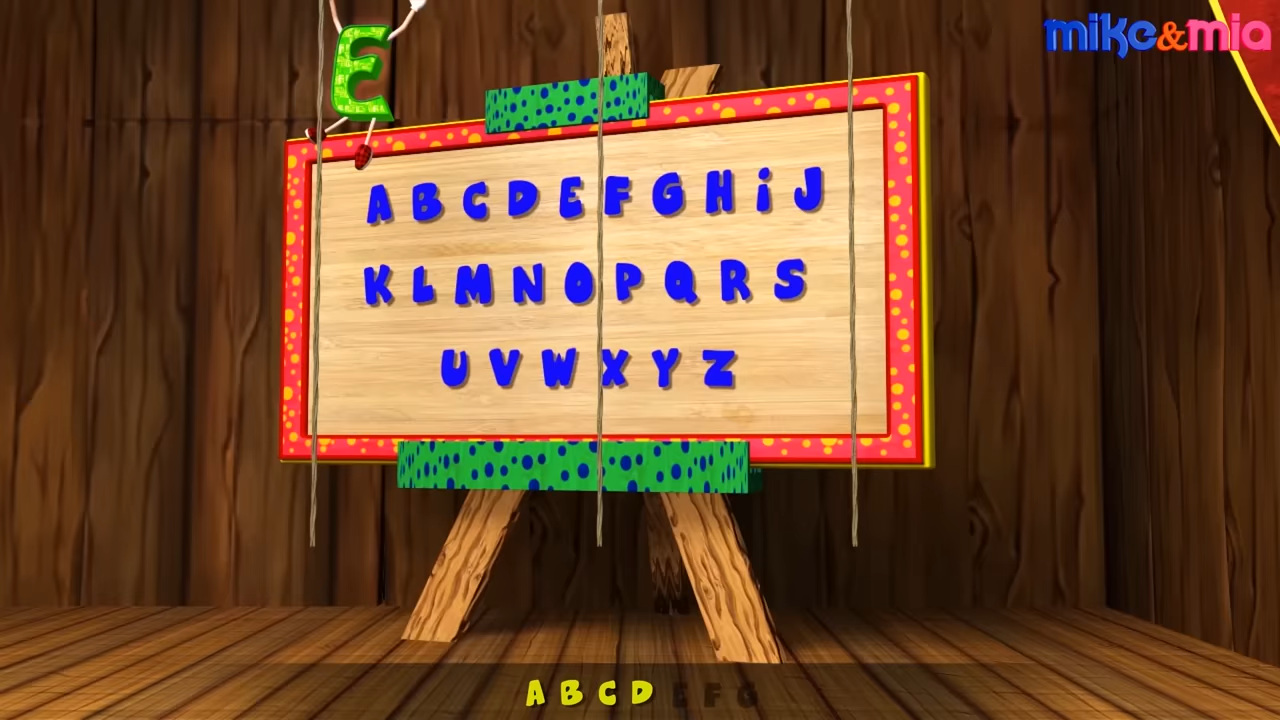 mike&mia
E
A B C D E F G H i J
K L M N O P Q R S
U V W X Y Z
A B C D E F G